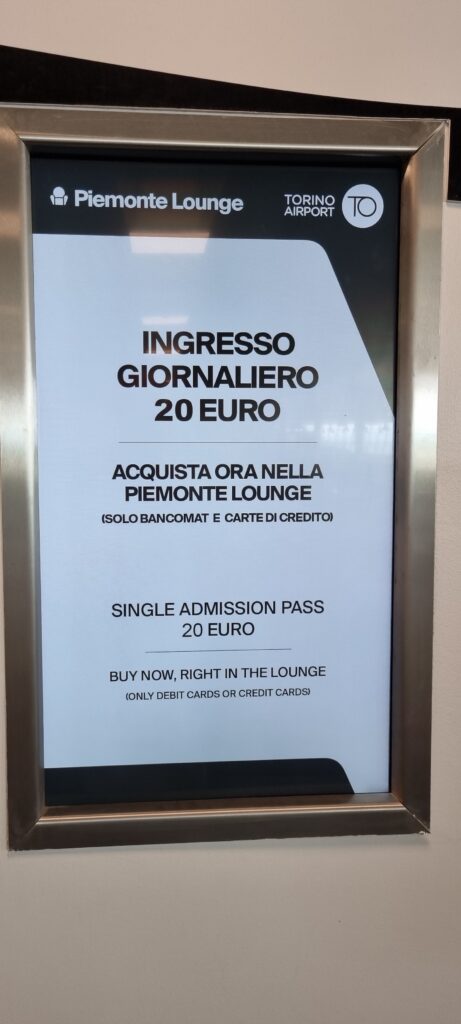 Piemonte Lounge
TORINO
AIRPORT
TO
INGRESSO
GIORNALIERO
20 EURO
ACQUISTA ORA NELLA
PIEMONTE LOUNGE
(SOLO BANCOMAT E CARTE DI CREDITO)
SINGLE ADMISSION PASS
20 EURO
BUY NOW, RIGHT IN THE LOUNGE
(ONLY DEBIT CARDS OR CREDIT CARDS)